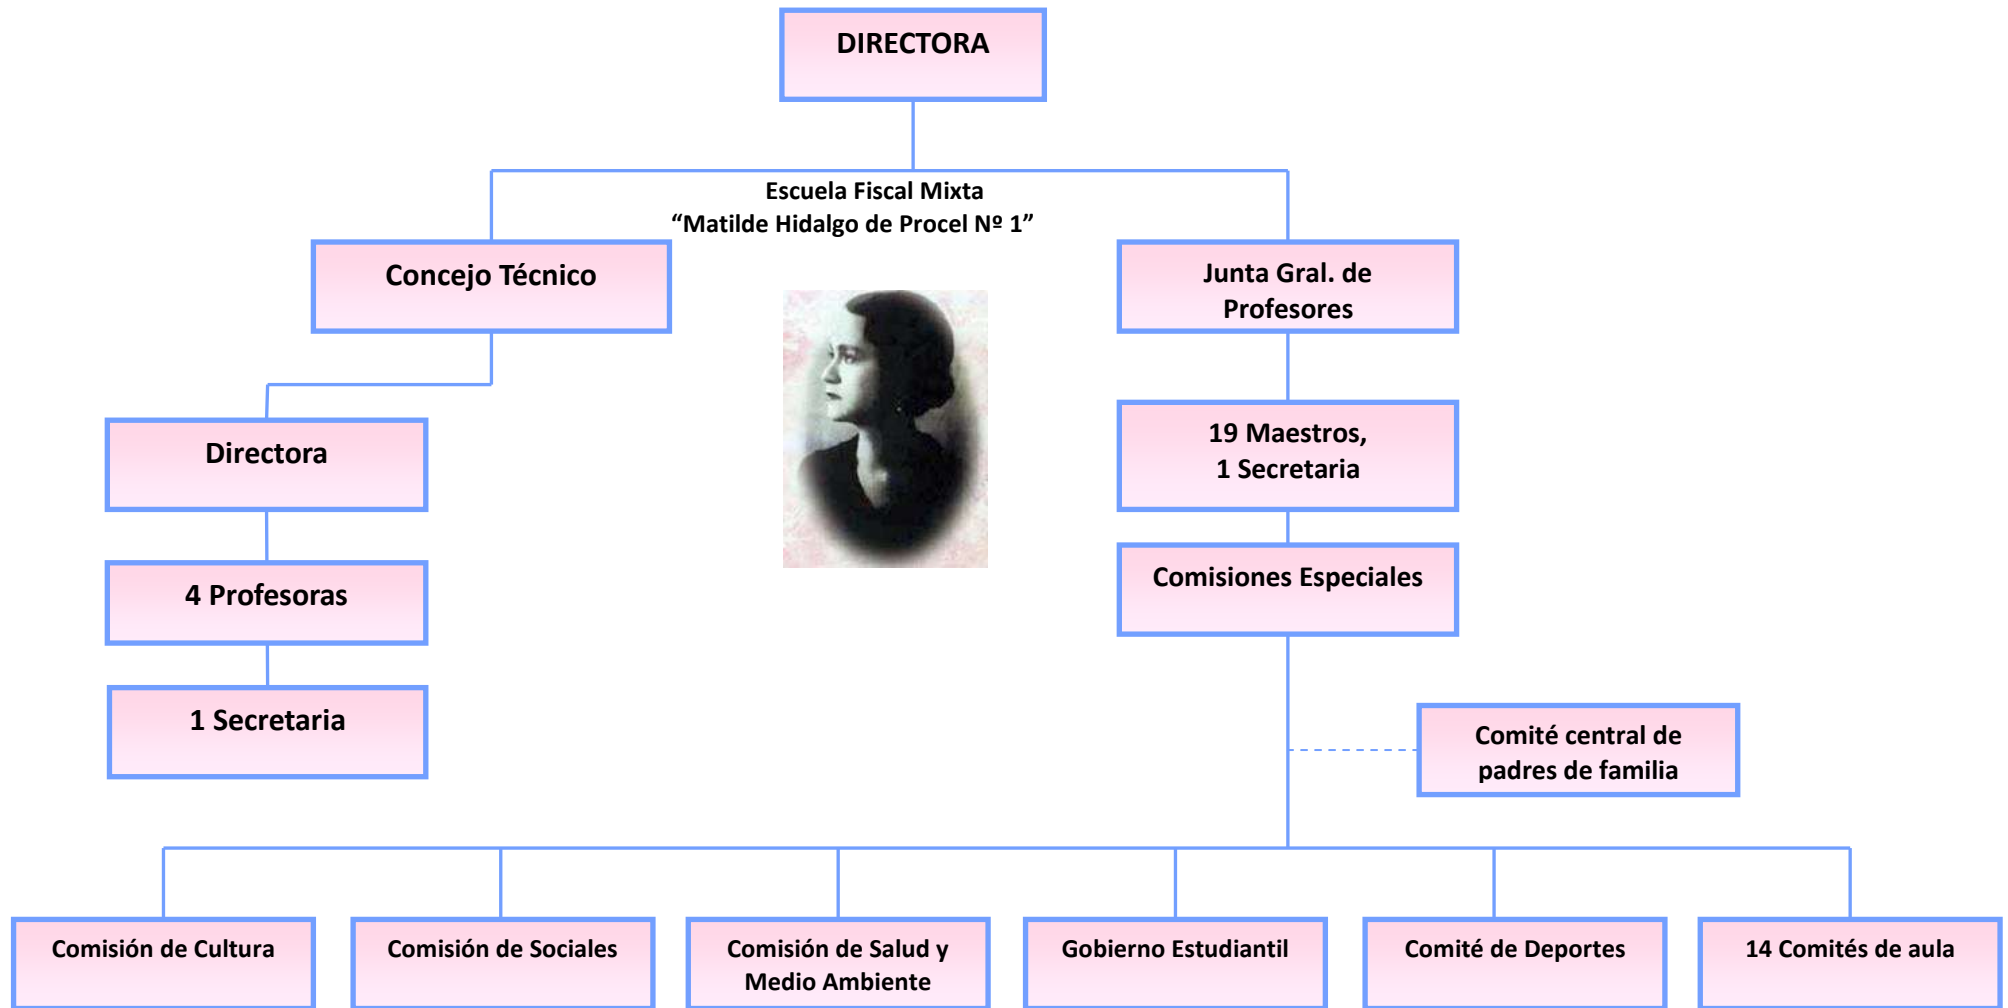 DIRECTORA
Escuela Fiscal Mixta
“Matilde Hidalgo de Procel Nº 1”
Concejo Técnico
Junta Gral. de
Profesores
Directora
19 Maestros,
1 Secretaria
4 Profesoras
Comisiones Especiales
1 Secretaria
Comité central de
padres de familia
Comisión de Cultura
Comisión de Sociales
Comisión de Salud y
Medio Ambiente
Gobierno Estudiantil
Comité de Deportes
14 Comités de aula